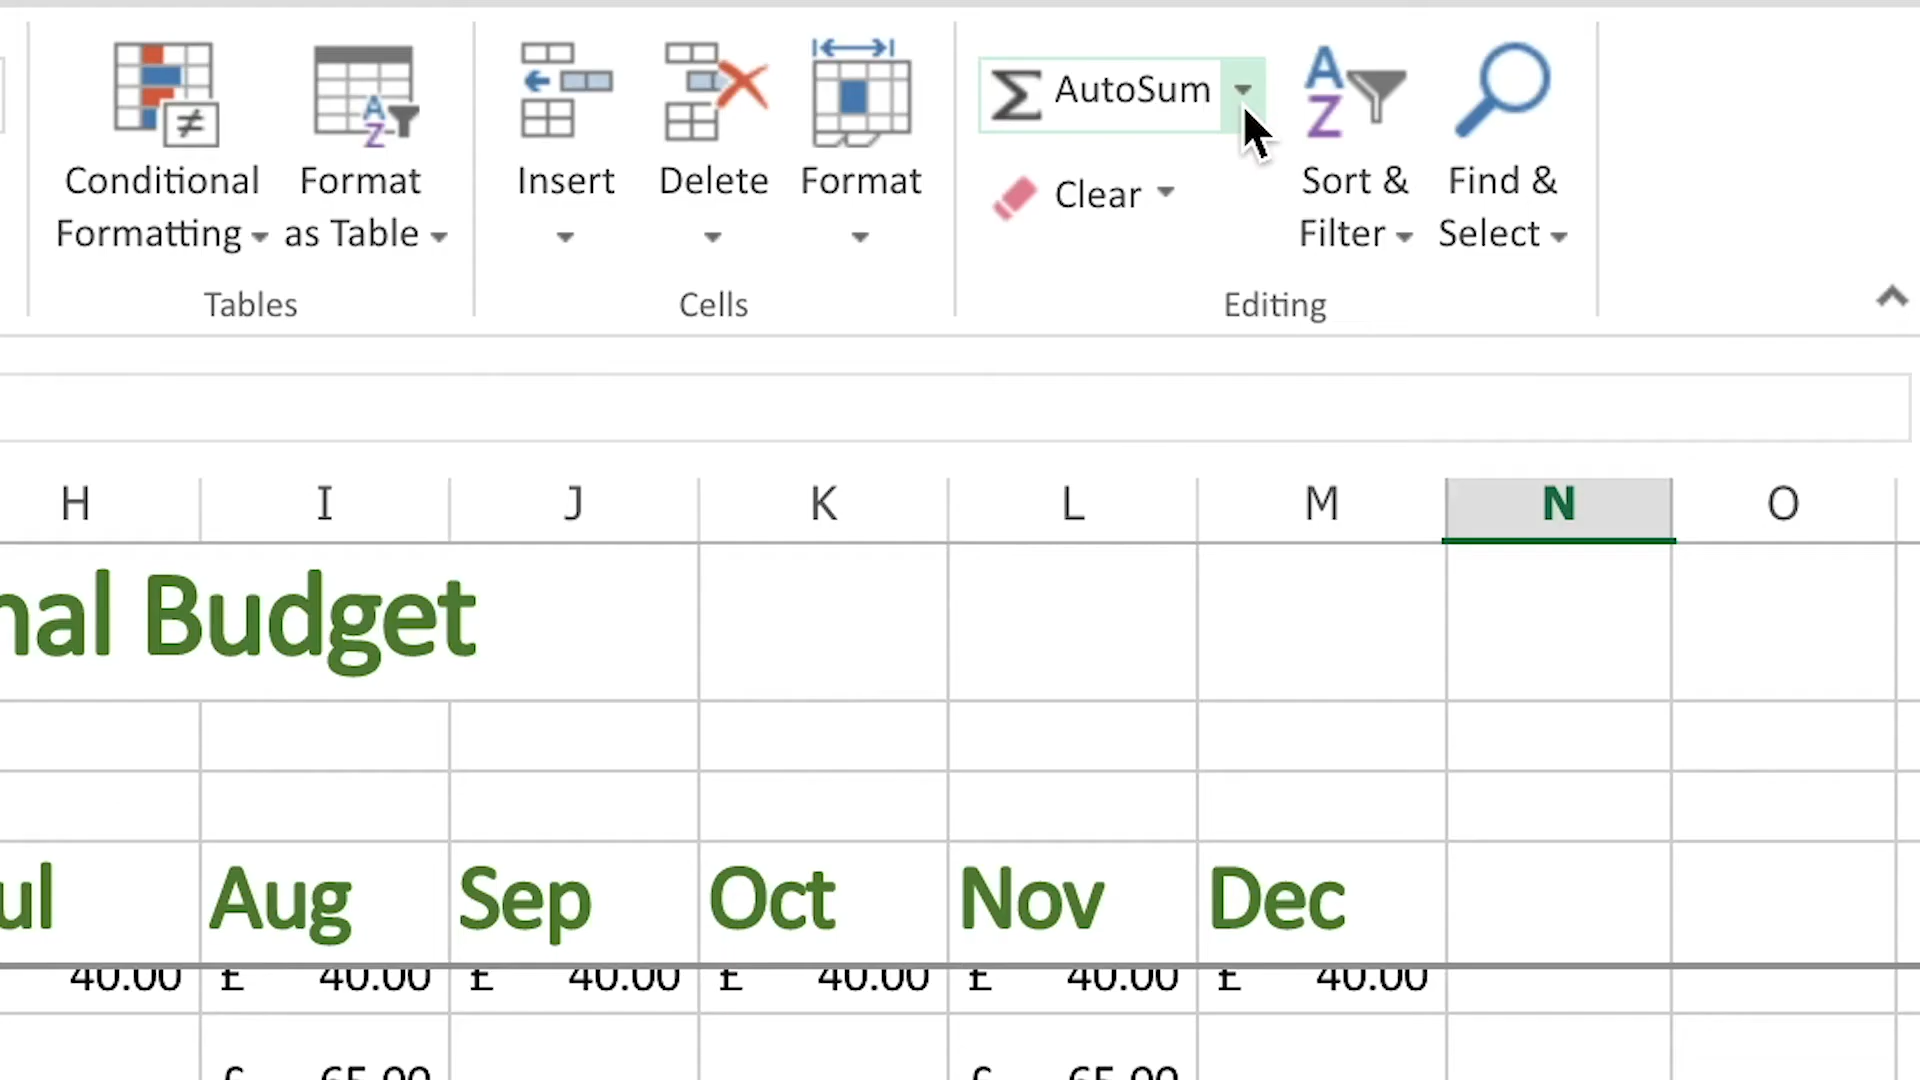 AutoSum
Clear
Conditional
Formatting
Format
as Table
Insert
Delete
Format
Sort &
Filter
Find &
Select
Tables
Cells
Editing
H I J K L M N O
nal Budget
ul Aug Sep Oct Nov Dec
40.00 £ 40.00 £ 40.00 £ 40.00 £ 40.00 £ 40.00
£ 65.00 £ 65.00